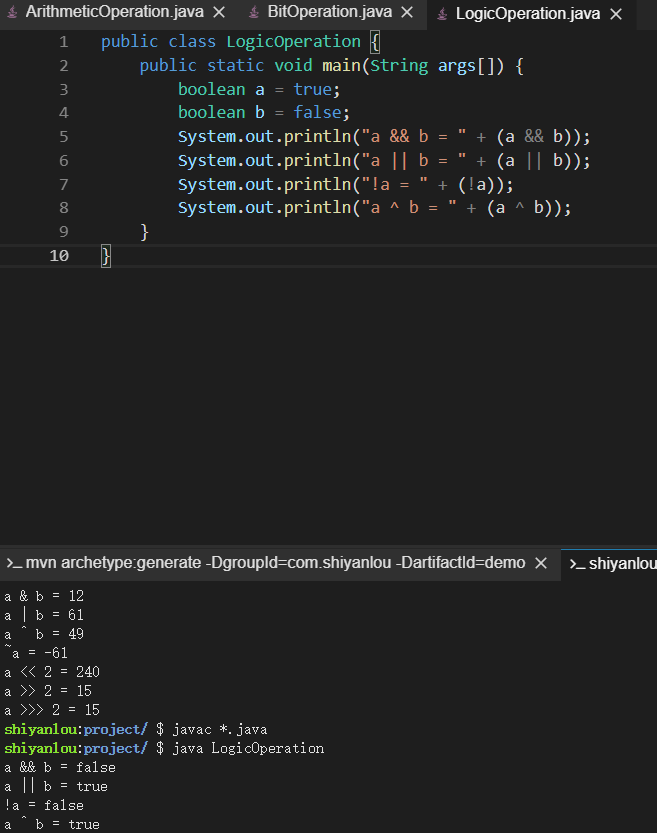 ArithmeticOperation.java × BitOperation.java × LogicOperation.java ×
1 public class LogicOperation {
2     public static void main(String args[]) {
3         boolean a = true;
4         boolean b = false;
5         System.out.println("a && b = " + (a && b));
6         System.out.println("a || b = " + (a || b));
7         System.out.println("!a = " + (!a));
8         System.out.println("a ^ b = " + (a ^ b));
9     }
10 }
>_ mvn archetype:generate -DgroupId=com.shiyanlou -DartifactId=demo × >_ shiyanlou
a & b = 12
a | b = 61
a ^ b = 49
~a = -61
a << 2 = 240
a >> 2 = 15
a >>> 2 = 15
shiyanlou:project/ $ javac *.java
shiyanlou:project/ $ java LogicOperation
a && b = false
a || b = true
!a = false
a ^ b = true